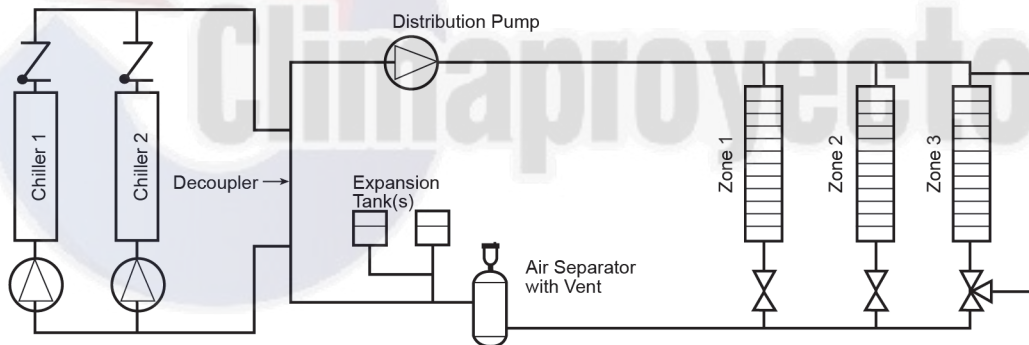 Climaproyecto
Distribution Pump
Chiller 1
Chiller 2
Decoupler
Expansion
Tank(s)
Air Separator
with Vent
Zone 1
Zone 2
Zone 3